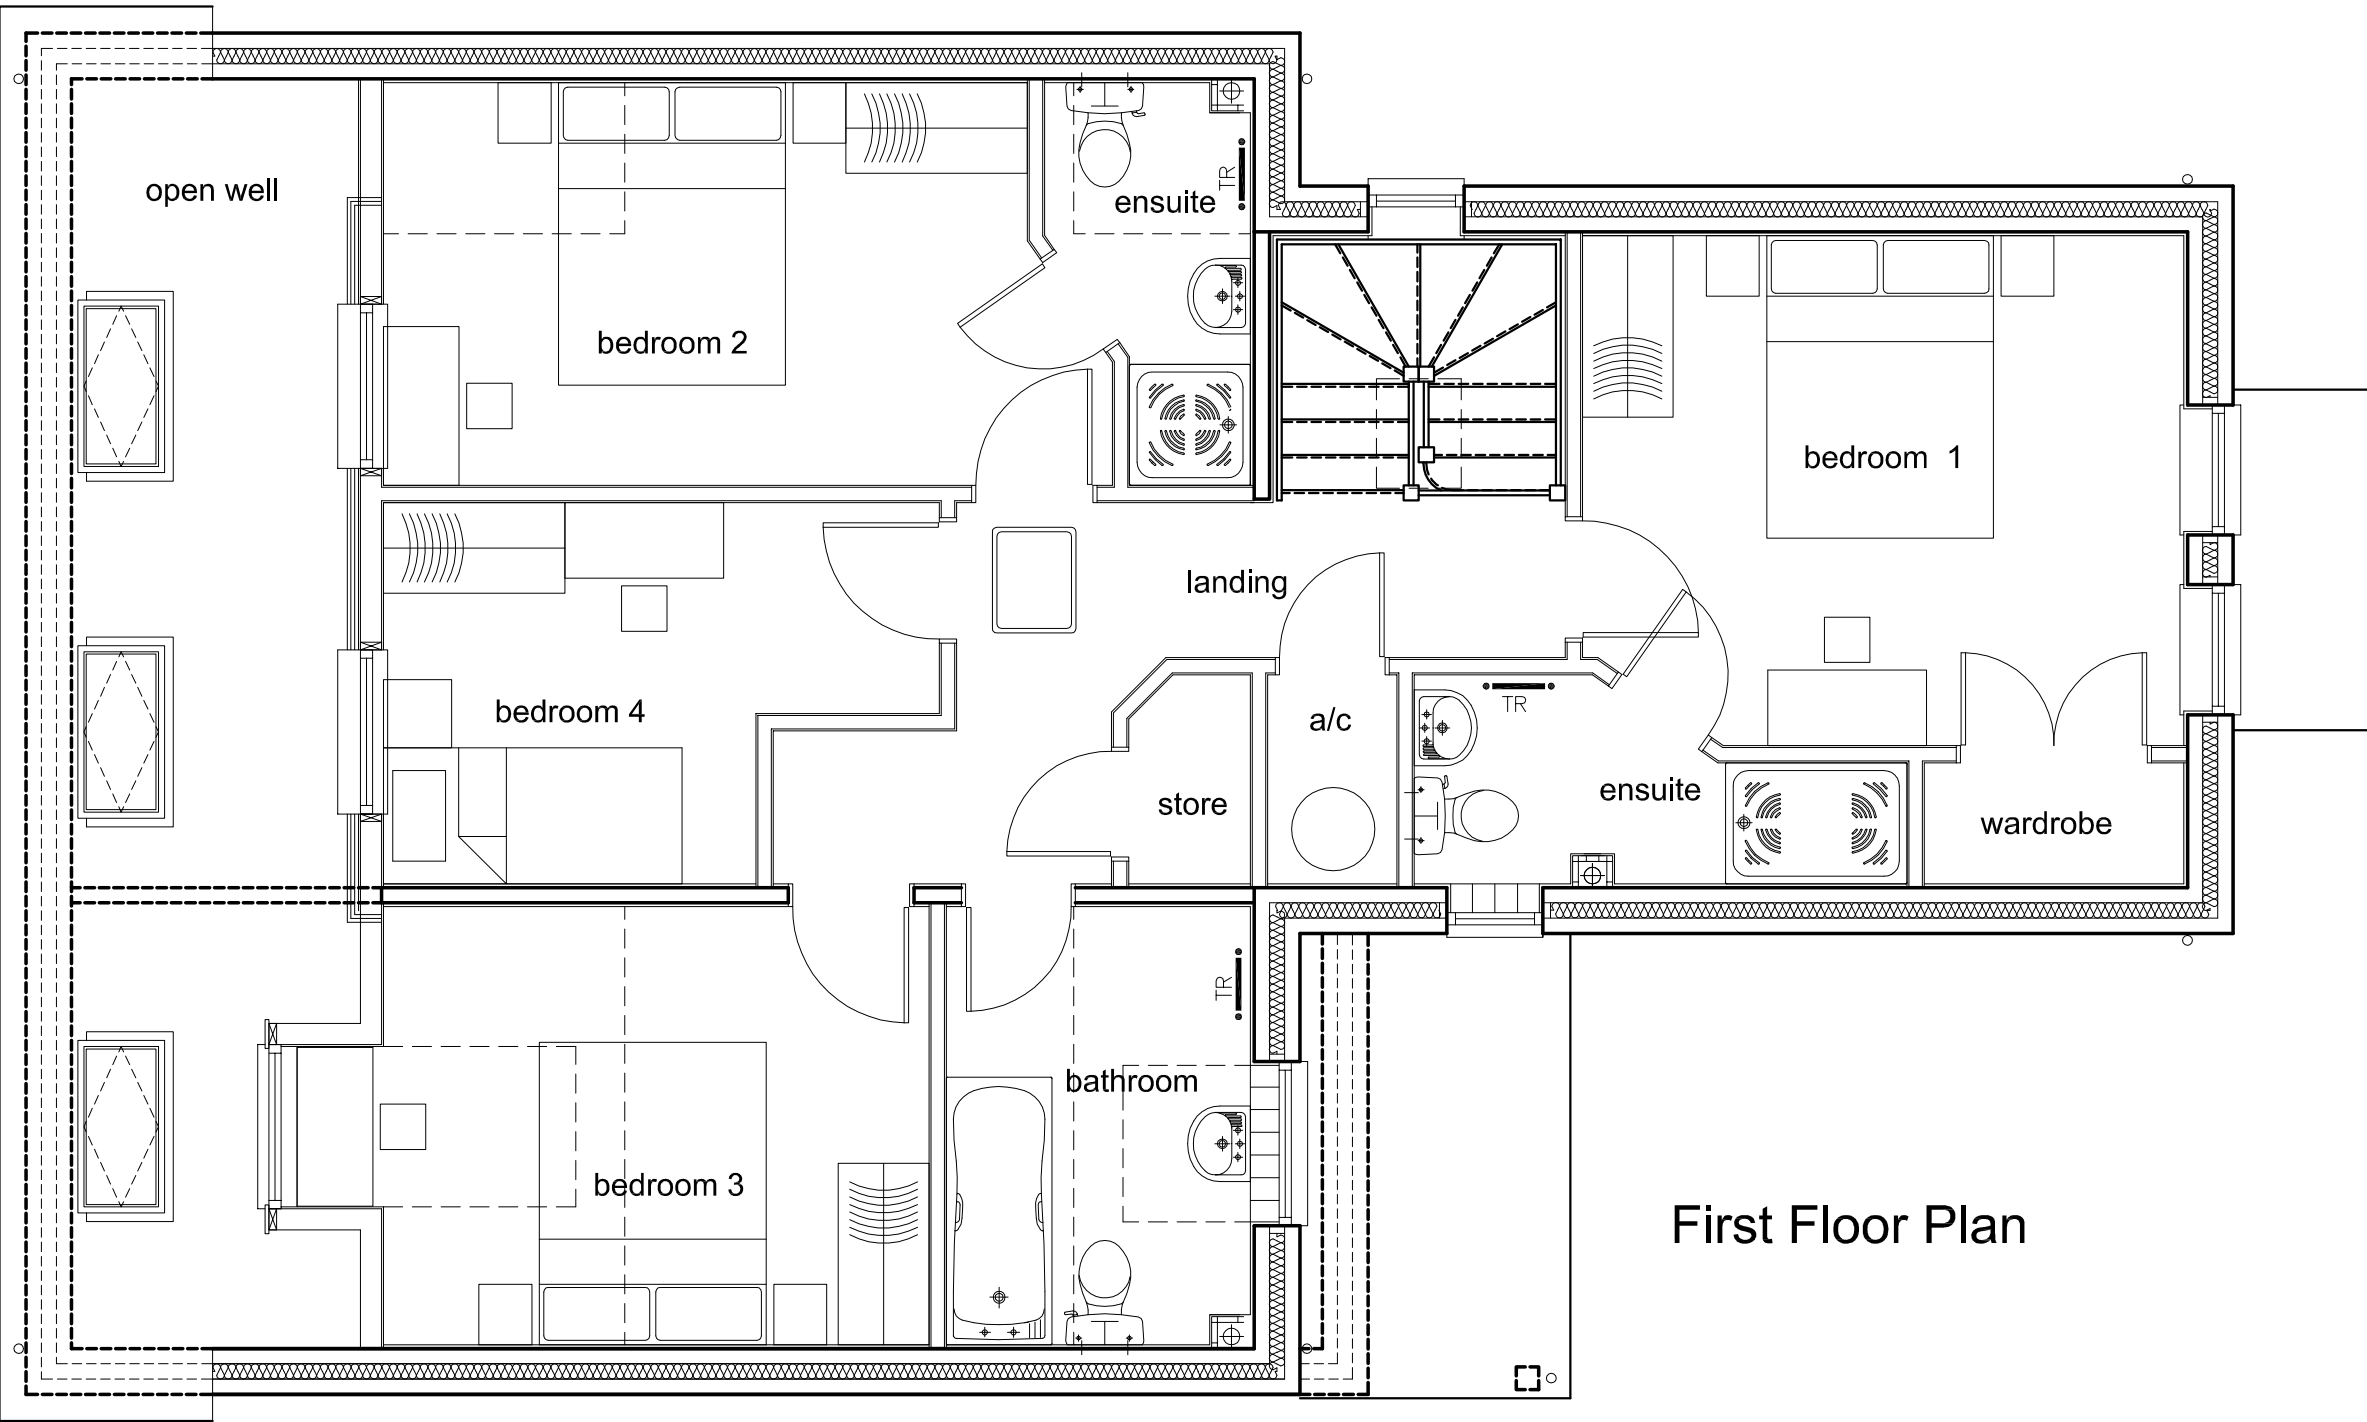 open well
ensuite
TR
bedroom 2
bedroom 1
landing
bedroom 4
TR
a/c
store
ensuite
wardrobe
TR
bathroom
bedroom 3
First Floor Plan